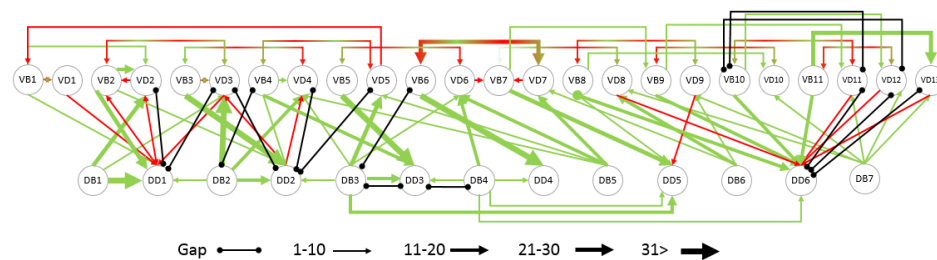 VB1 VD1 VB2 VD2 VB3 VD3 VB4 VD4 VB5 VD5 VB6 VD6 VB7 VD7 VB8 VD8 VB9 VD9 VB10 VD10 VB11 VD11 VD12 VD13
DB1 DD1 DB2 DD2 DB3 DD3 DB4 DD4 DB5 DD5 DB6 DD6 DB7
Gap 1-10 11-20 21-30 31>